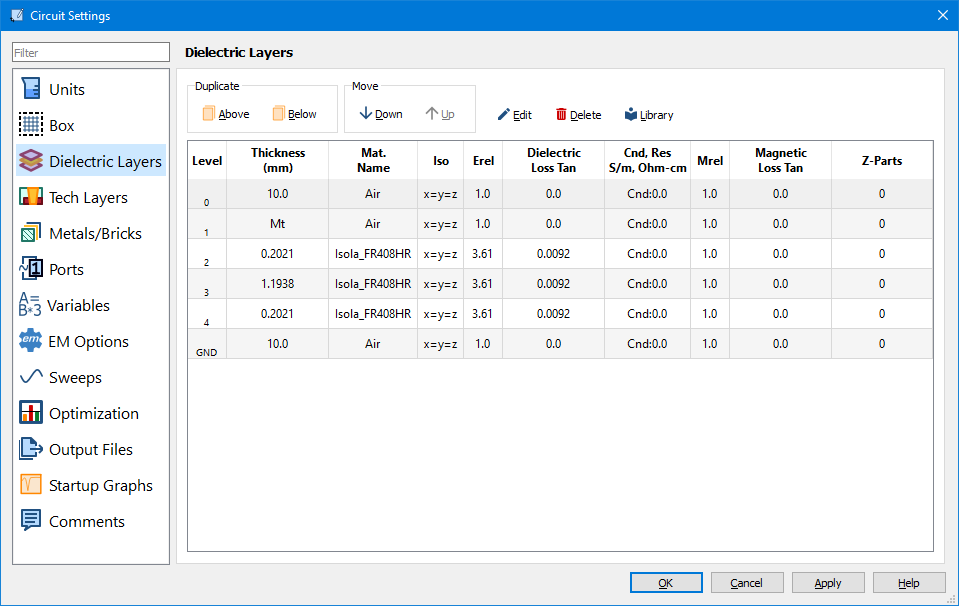 Circuit Settings
Filter
Units
Box
Dielectric Layers
Tech Layers
Metals/Bricks
Ports
Variables
EM Options
Sweeps
Optimization
Output Files
Startup Graphs
Comments
Dielectric Layers
Duplicate
Above Below
Move
Down Up
Edit Delete Library
Level Thickness (mm) Mat. Name Iso Erel Dielectric Loss Tan Cnd, Res S/m, Ohm-cm Mrel Magnetic Loss Tan Z-Parts
0 10.0 Air x=y=z 1.0 0.0 Cnd:0.0 1.0 0.0 0
1 Mt Air x=y=z 1.0 0.0 Cnd:0.0 1.0 0.0 0
2 0.2021 Isola_FR408HR x=y=z 3.61 0.0092 Cnd:0.0 1.0 0.0 0
3 1.1938 Isola_FR408HR x=y=z 3.61 0.0092 Cnd:0.0 1.0 0.0 0
4 0.2021 Isola_FR408HR x=y=z 3.61 0.0092 Cnd:0.0 1.0 0.0 0
GND 10.0 Air x=y=z 1.0 0.0 Cnd:0.0 1.0 0.0 0
OK Cancel Apply Help